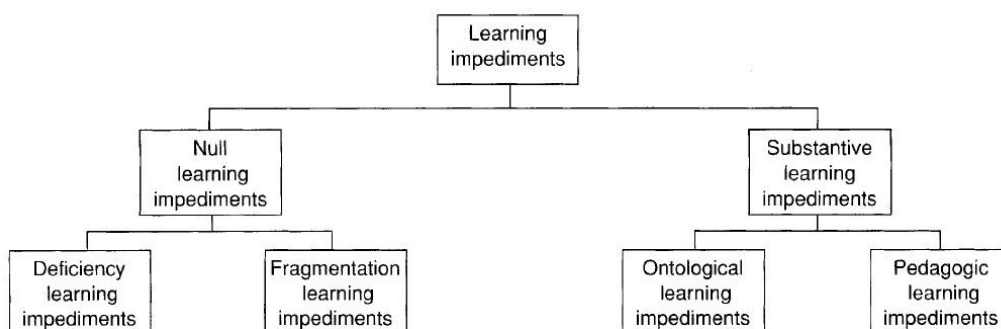 Learning
impediments
Null
learning
impediments
Substantive
learning
impediments
Deficiency
learning
impediments
Fragmentation
learning
impediments
Ontological
learning
impediments
Pedagogic
learning
impediments